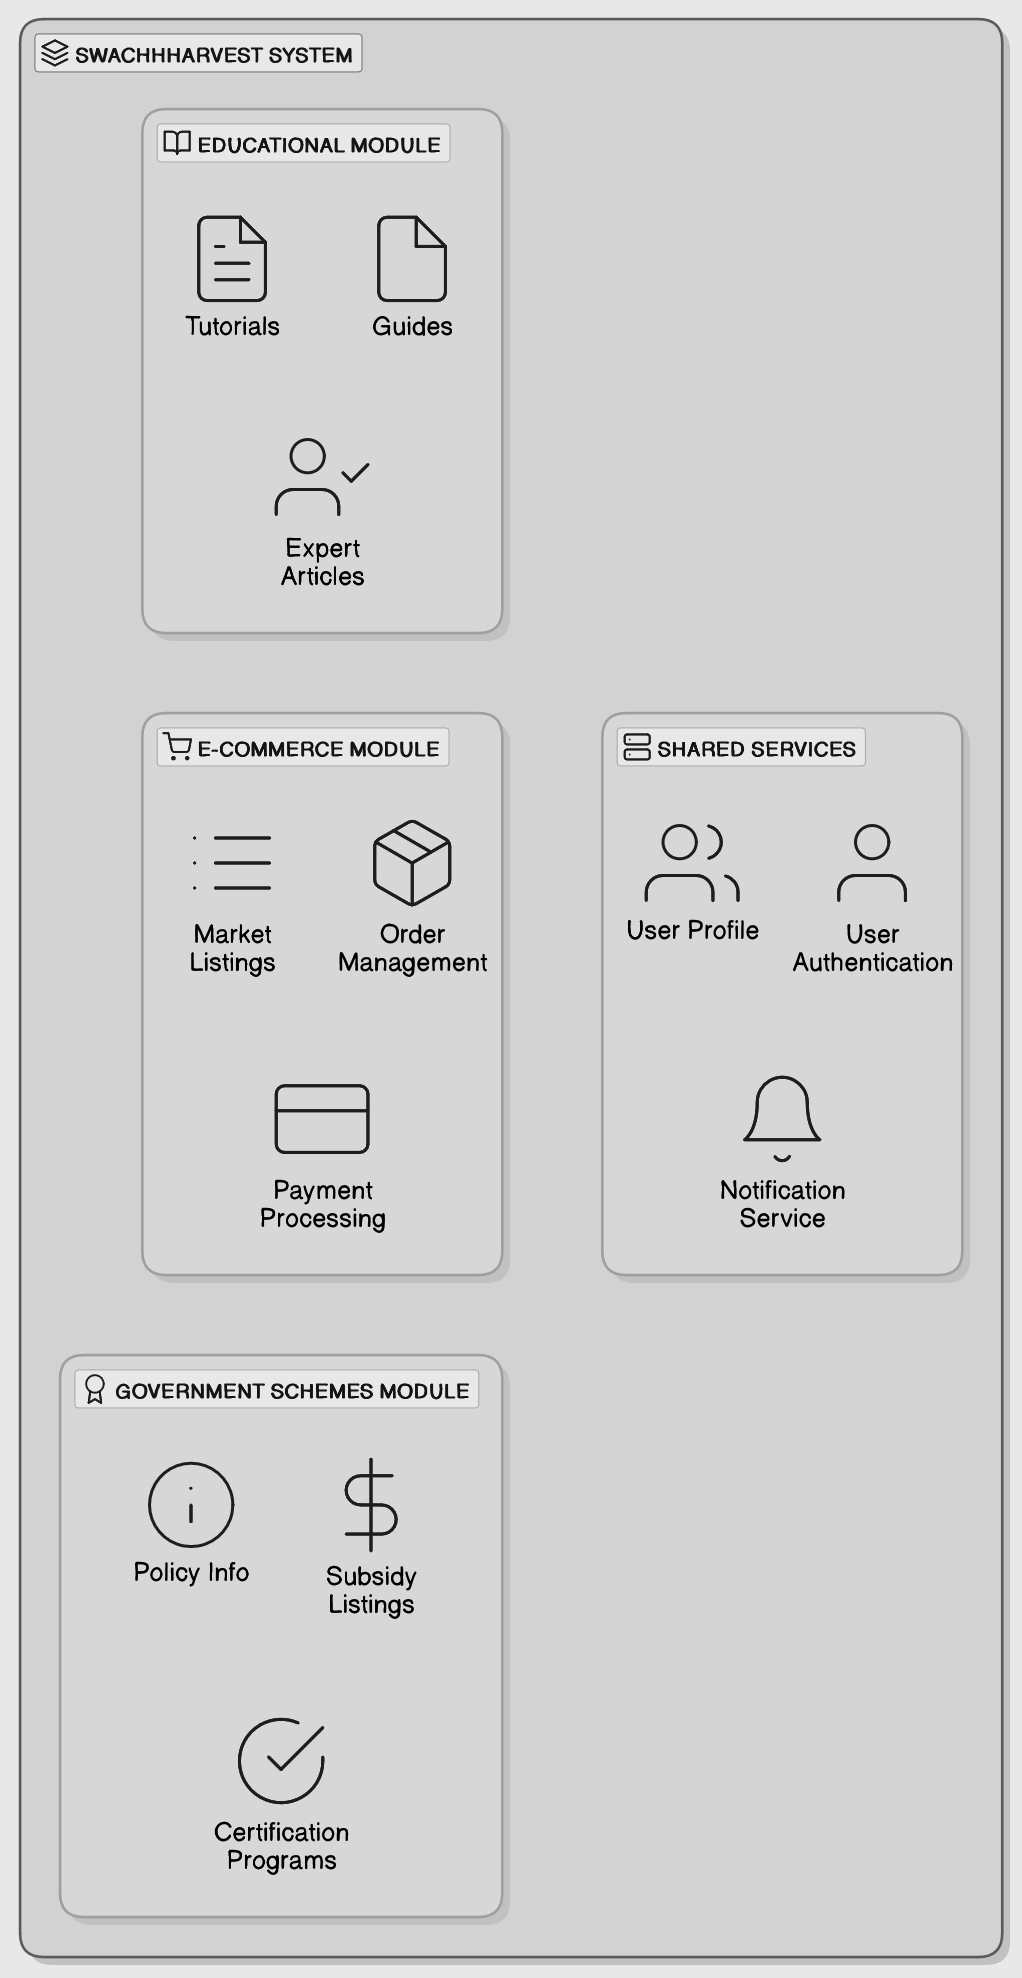 SWACHHHARVEST SYSTEM
EDUCATIONAL MODULE
Tutorials
Guides
Expert
Articles
E-COMMERCE MODULE
Market
Listings
Order
Management
Payment
Processing
SHARED SERVICES
User Profile
User
Authentication
Notification
Service
GOVERNMENT SCHEMES MODULE
Policy Info
Subsidy
Listings
Certification
Programs